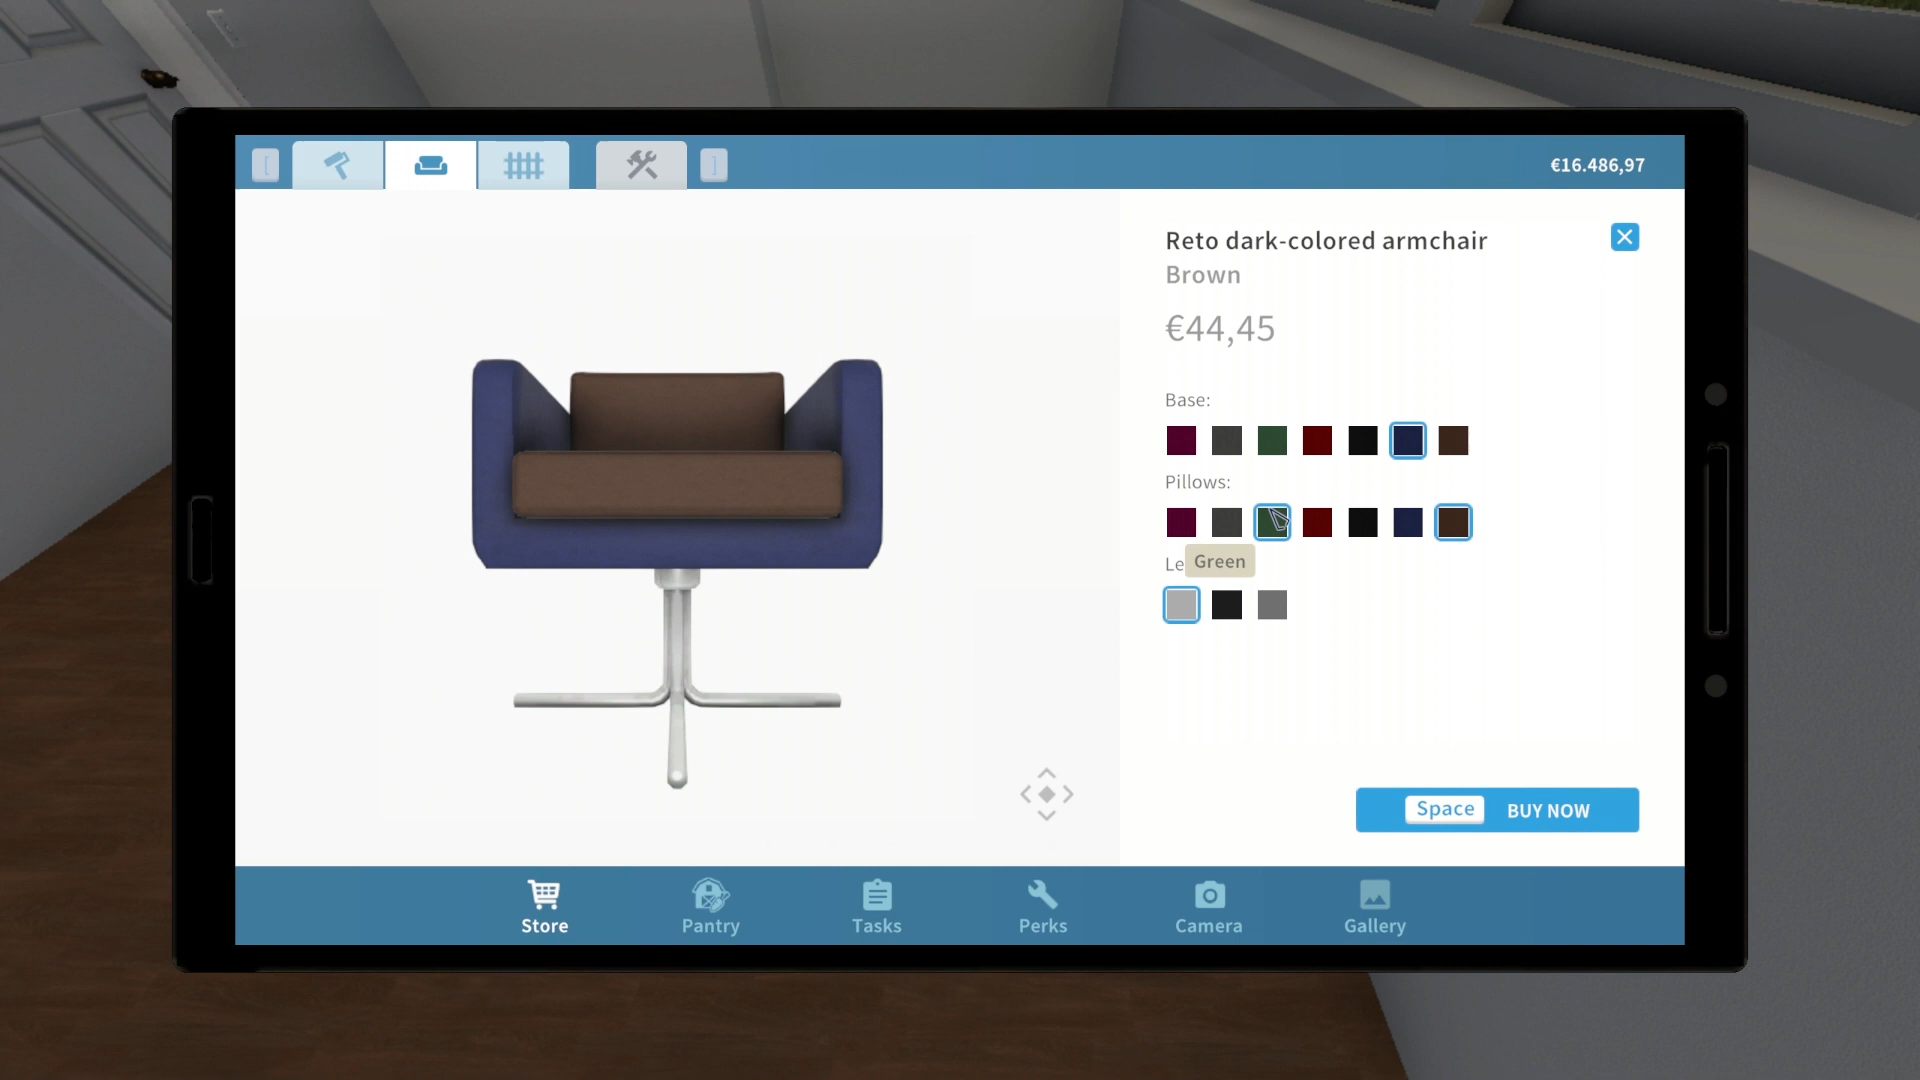 [
]
€16.486,97
Reto dark-colored armchair
Brown
€44,45
Base:
Pillows:
Le
Green
Space BUY NOW
Store
Pantry
Tasks
Perks
Camera
Gallery